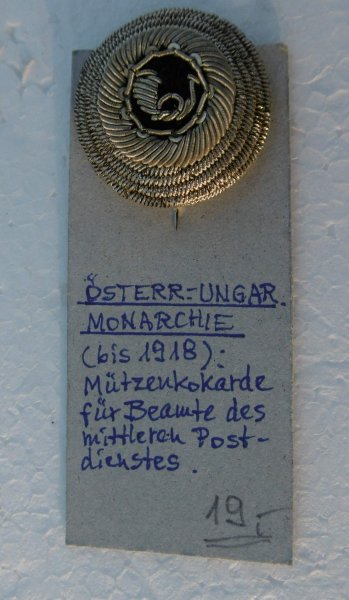 ÖSTERR=UNGAR.
MONARCHIE
(bis 1918):
Mützenkokarde
für Beamte des
mittleren Post-
dienstes.
19,-